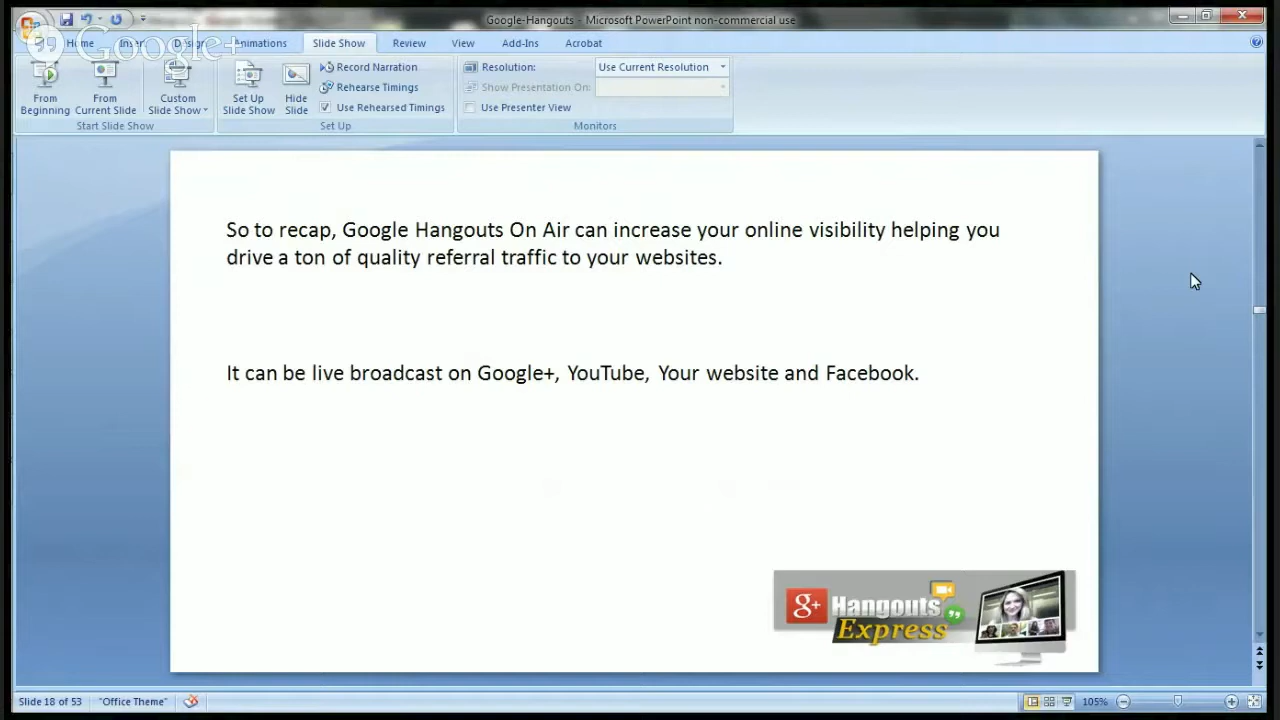 Google-Hangouts - Microsoft PowerPoint non-commercial use
Google+
Home
Animations
Slide Show
Review
View
Add-Ins
Acrobat
From Beginning
From Current Slide
Custom Slide Show
Start Slide Show
Set Up Slide Show
Hide Slide
Record Narration
Rehearse Timings
Use Rehearsed Timings
Set Up
Resolution:
Use Current Resolution
Show Presentation On:
Use Presenter View
Monitors
So to recap, Google Hangouts On Air can increase your online visibility helping you
drive a ton of quality referral traffic to your websites.
It can be live broadcast on Google+, YouTube, Your website and Facebook.
g+ Hangouts
Express
Slide 18 of 53
"Office Theme"
105%